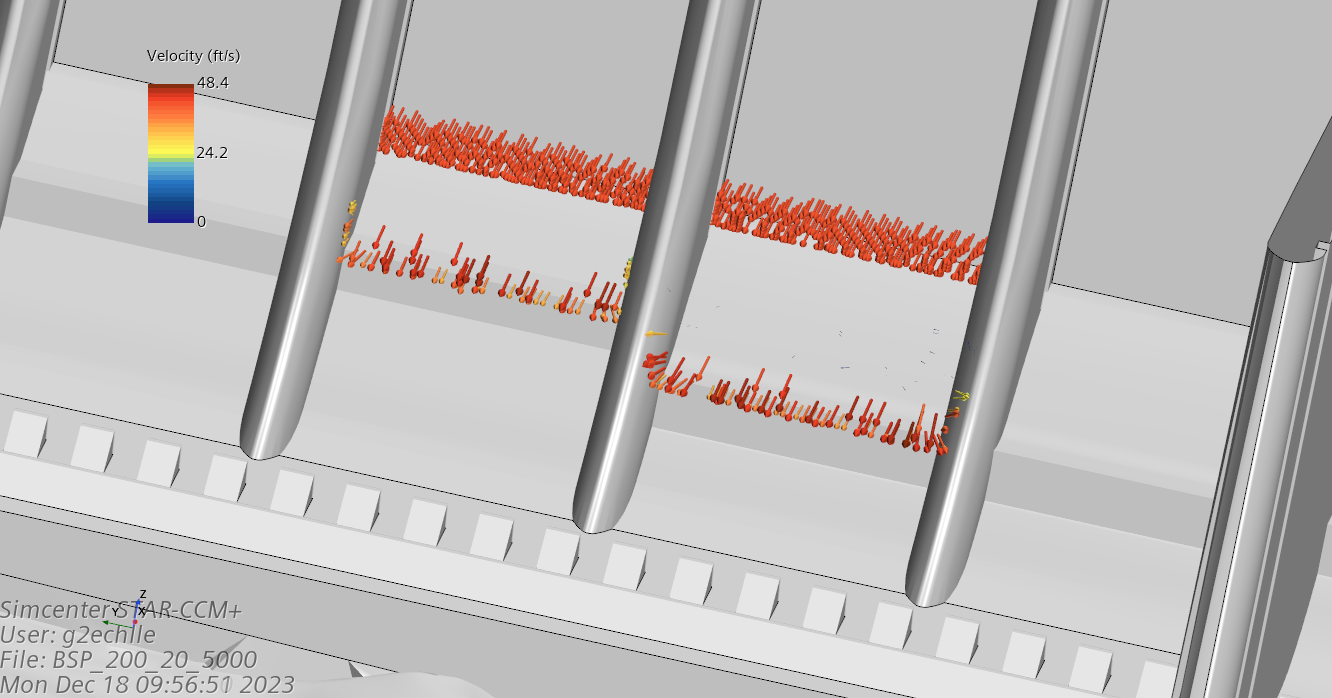 Velocity (ft/s)
48.4
24.2
0
Z
Y X
Simcenter STAR-CCM+
User: g2echlle
File: BSP_200_20_5000
Mon Dec 18 09:56:51 2023